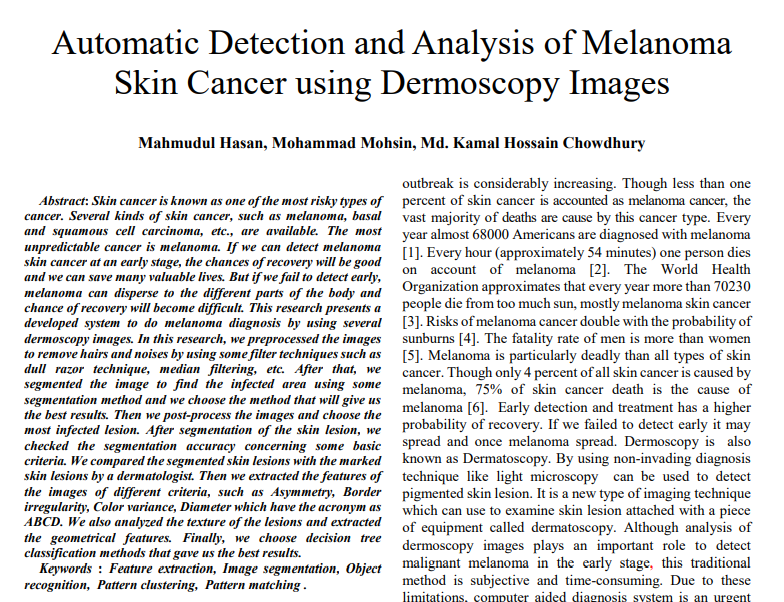 Automatic Detection and Analysis of Melanoma
Skin Cancer using Dermoscopy Images
Mahmudul Hasan, Mohammad Mohsin, Md. Kamal Hossain Chowdhury
Abstract: Skin cancer is known as one of the most risky types of
cancer. Several kinds of skin cancer, such as melanoma, basal
and squamous cell carcinoma, etc., are available. The most
unpredictable cancer is melanoma. If we can detect melanoma
skin cancer at an early stage, the chances of recovery will be good
and we can save many valuable lives. But if we fail to detect early,
melanoma can disperse to the different parts of the body and
chance of recovery will become difficult. This research presents a
developed system to do melanoma diagnosis by using several
dermoscopy images. In this research, we preprocessed the images
to remove hairs and noises by using some filter techniques such as
dull razor technique, median filtering, etc. After that, we
segmented the image to find the infected area using some
segmentation method and we choose the method that will give us
the best results. Then we post-process the images and choose the
most infected lesion. After segmentation of the skin lesion, we
checked the segmentation accuracy concerning some basic
criteria. We compared the segmented skin lesions with the marked
skin lesions by a dermatologist. Then we extracted the features of
the images of different criteria, such as Asymmetry, Border
irregularity, Color variance, Diameter which have the acronym as
ABCD. We also analyzed the texture of the lesions and extracted
the geometrical features. Finally, we choose decision tree
classification methods that gave us the best results.
Keywords : Feature extraction, Image segmentation, Object
recognition, Pattern clustering, Pattern matching .
outbreak is considerably increasing. Though less than one
percent of skin cancer is accounted as melanoma cancer, the
vast majority of deaths are cause by this cancer type. Every
year almost 68000 Americans are diagnosed with melanoma
[1]. Every hour (approximately 54 minutes) one person dies
on account of melanoma [2]. The World Health
Organization approximates that every year more than 70230
people die from too much sun, mostly melanoma skin cancer
[3]. Risks of melanoma cancer double with the probability of
sunburns [4]. The fatality rate of men is more than women
[5]. Melanoma is particularly deadly than all types of skin
cancer. Though only 4 percent of all skin cancer is caused by
melanoma, 75% of skin cancer death is the cause of
melanoma [6]. Early detection and treatment has a higher
probability of recovery. If we failed to detect early it may
spread and once melanoma spread. Dermoscopy is also
known as Dermatoscopy. By using non-invading diagnosis
technique like light microscopy can be used to detect
pigmented skin lesion. It is a new type of imaging technique
which can use to examine skin lesion attached with a piece
of equipment called dermatoscopy. Although analysis of
dermoscopy images plays an important role to detect
malignant melanoma in the early stage, this traditional
method is subjective and time-consuming. Due to these
limitations, computer aided diagnosis system is an urgent